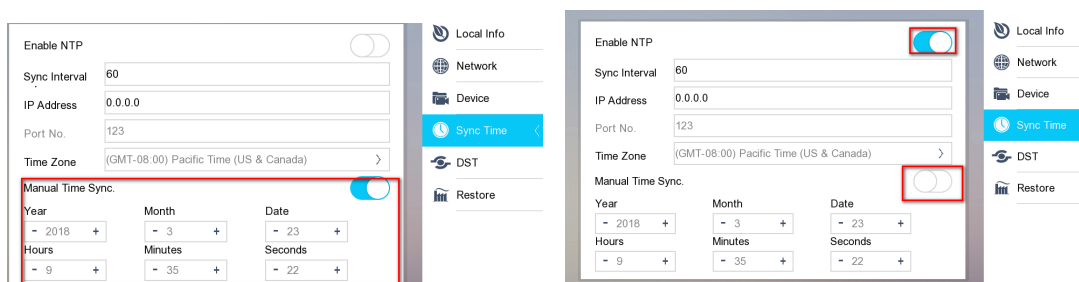 Enable NTP
Sync Interval 60
IP Address 0.0.0.0
Port No. 123
Time Zone (GMT-08:00) Pacific Time (US & Canada) >
Manual Time Sync.
Year Month Date
- 2018 + - 3 + - 23 +
Hours Minutes Seconds
- 9 + - 35 + - 22 +
Local Info
Network
Device
Sync Time <
DST
Restore
Enable NTP
Sync Interval 60
IP Address 0.0.0.0
Port No. 123
Time Zone (GMT-08:00) Pacific Time (US & Canada) >
Manual Time Sync.
Year Month Date
- 2018 + - 3 + - 23 +
Hours Minutes Seconds
- 9 + - 35 + - 22 +
Local Info
Network
Device
Sync Time
DST
Restore